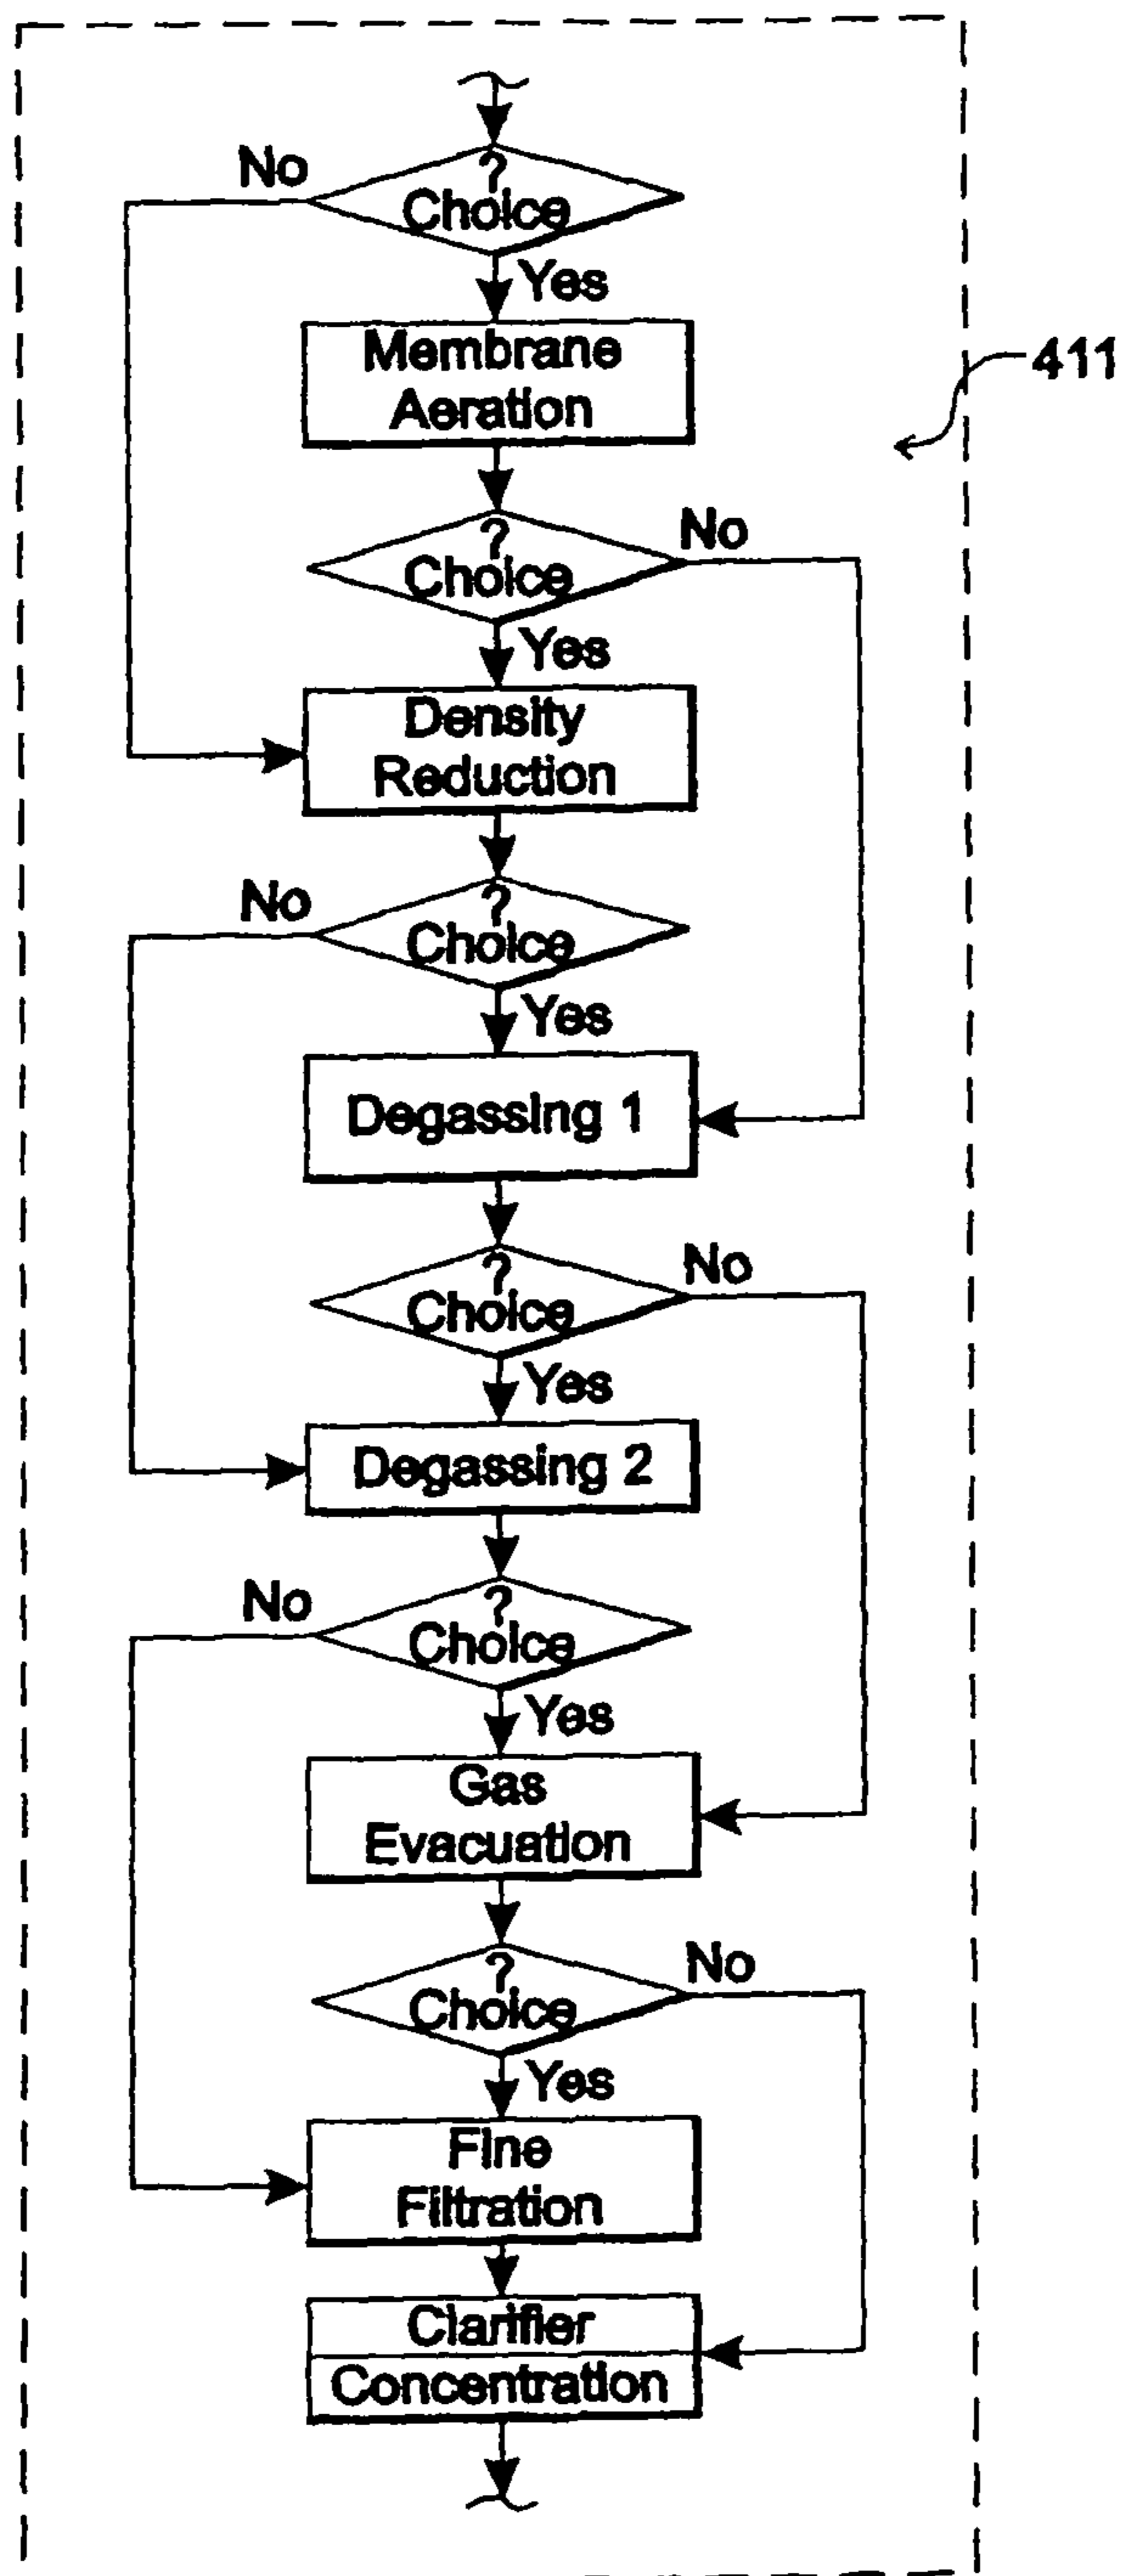 No
?
Choice
Yes
Membrane
Aeration
411
?
Choice
No
Yes
Density
Reduction
No
?
Choice
Yes
Degassing 1
?
Choice
No
Yes
Degassing 2
No
?
Choice
Yes
Gas
Evacuation
?
Choice
No
Yes
Fine
Filtration
Clarifier
Concentration